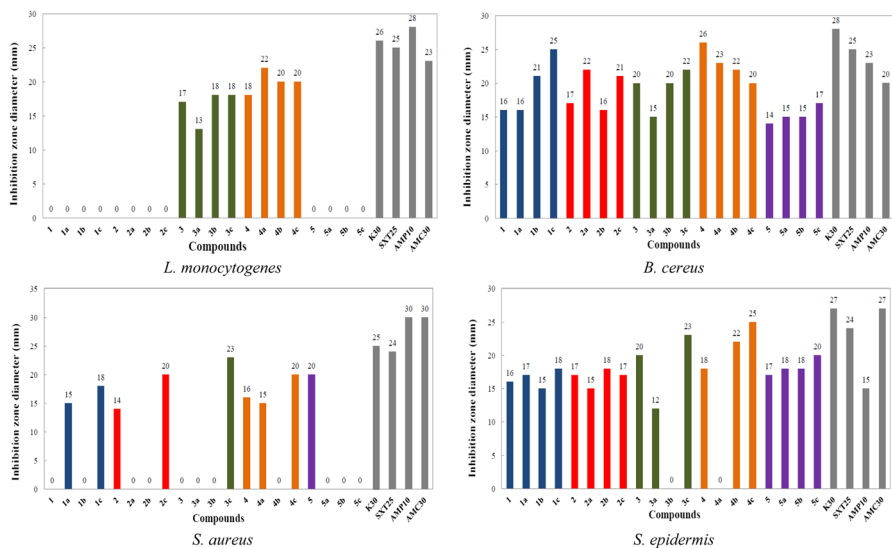 Inhibition zone diameter (mm)
30
25
20
15
10
5
0
0 0 0 0 0 0 0 0 17 13 18 18 18 22 20 20 0 0 0 0 26 25 28 23
1 1a 1b 1c 2 2a 2b 2c 3 3a 3b 3c 4 4a 4b 4c 5 5a 5b 5c K30 SXT25 AMP10 AMC30
Compounds
L. monocytogenes
Inhibition zone diameter (mm)
30
25
20
15
10
5
0
16 16 21 25 17 22 16 21 20 15 20 22 26 23 22 20 14 15 15 17 28 25 23 20
1 1a 1b 1c 2 2a 2b 2c 3 3a 3b 3c 4 4a 4b 4c 5 5a 5b 5c K30 SXT25 AMP10 AMC30
Compounds
B. cereus
Inhibition zone diameter (mm)
35
30
25
20
15
10
5
0
0 15 0 18 14 0 0 20 0 0 0 23 16 15 0 20 20 0 0 0 25 24 30 30
1 1a 1b 1c 2 2a 2b 2c 3 3a 3b 3c 4 4a 4b 4c 5 5a 5b 5c K30 SXT25 AMP10 AMC30
Compounds
S. aureus
Inhibition zone diameter (mm)
30
25
20
15
10
5
0
16 17 15 18 17 15 18 17 20 12 0 23 18 0 22 25 17 18 18 20 27 24 15 27
1 1a 1b 1c 2 2a 2b 2c 3 3a 3b 3c 4 4a 4b 4c 5 5a 5b 5c K30 SXT25 AMP10 AMC30
Compounds
S. epidermis